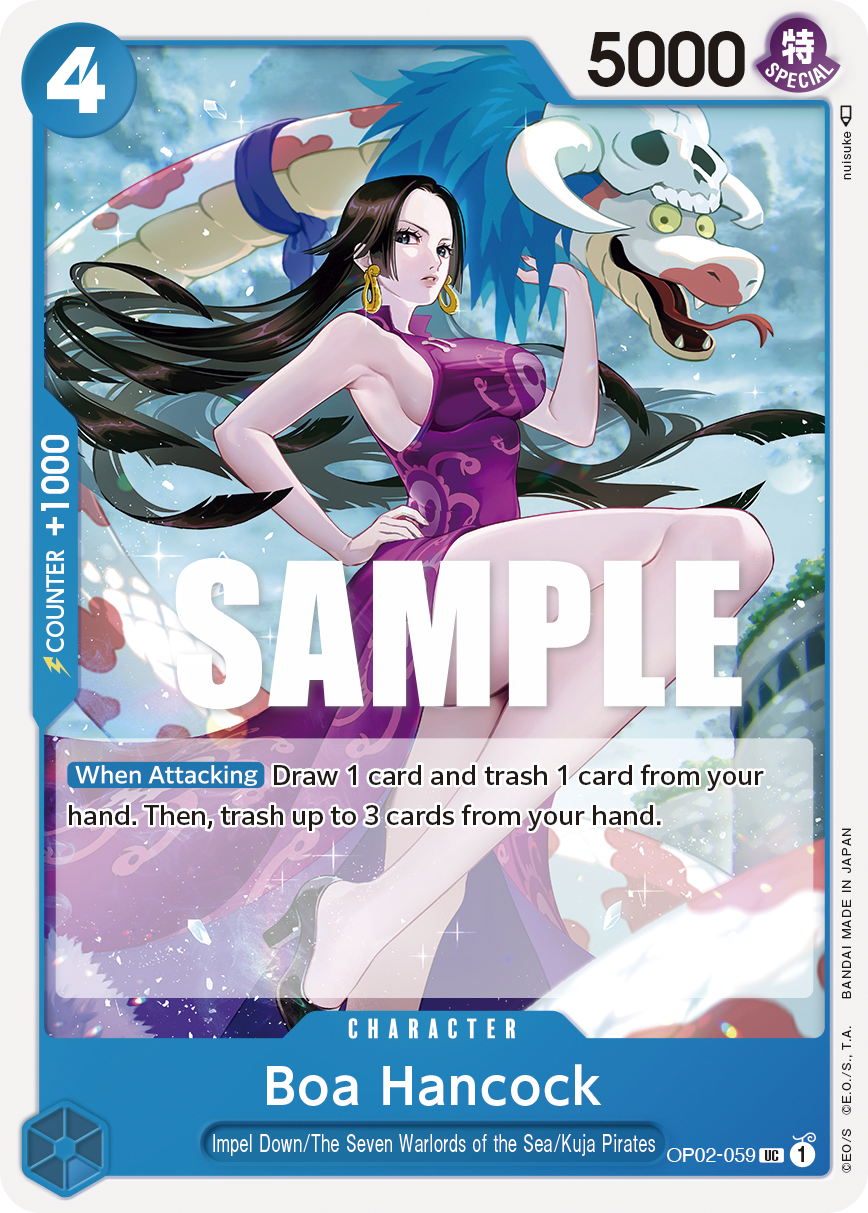 4
5000
特
SPECIAL
nuisuke
COUNTER +1000
SAMPLE
When Attacking Draw 1 card and trash 1 card from your
hand. Then, trash up to 3 cards from your hand.
CHARACTER
Boa Hancock
Impel Down/The Seven Warlords of the Sea/Kuja Pirates
OP02-059 UC 1
©EO/S ©E.O./S., T.A. BANDAI MADE IN JAPAN